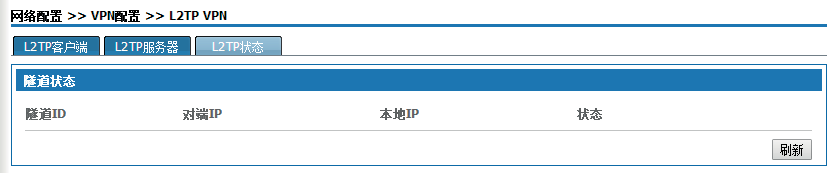 网络配置 >> VPN配置 >> L2TP VPN
L2TP客户端 L2TP服务器 L2TP状态
隧道状态
隧道ID 对端IP 本地IP 状态
刷新